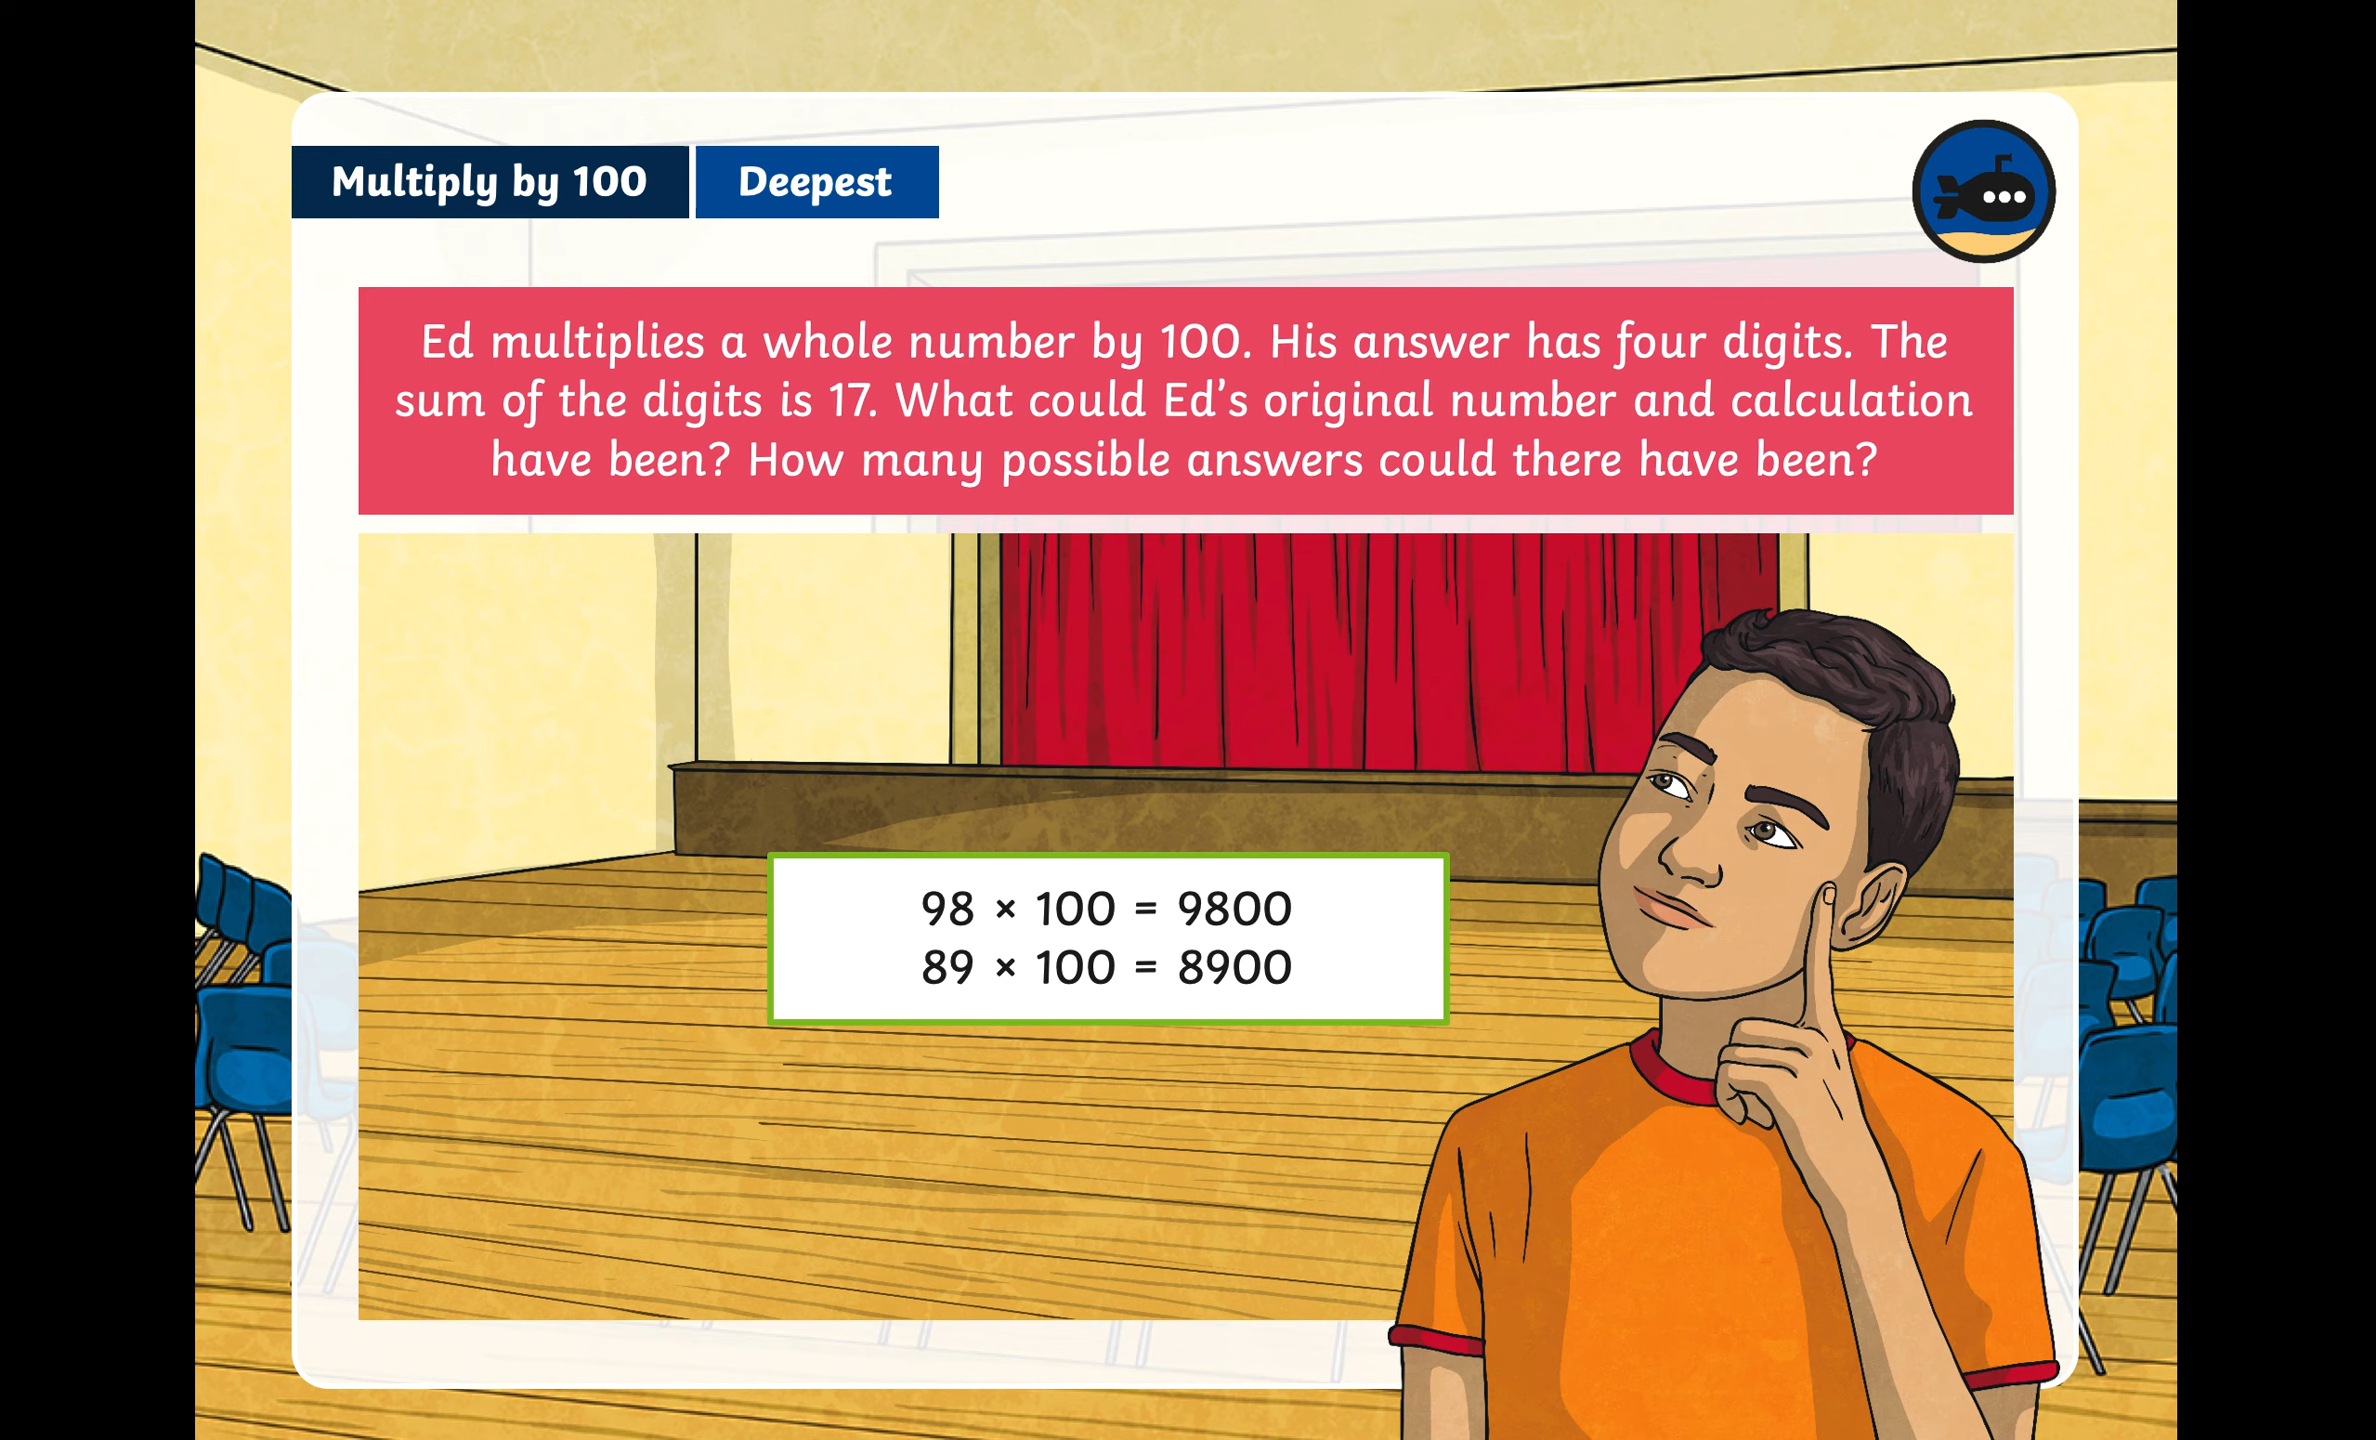 Multiply by 100
Deepest
Ed multiplies a whole number by 100. His answer has four digits. The
sum of the digits is 17. What could Ed’s original number and calculation
have been? How many possible answers could there have been?
98 × 100 = 9800
89 × 100 = 8900